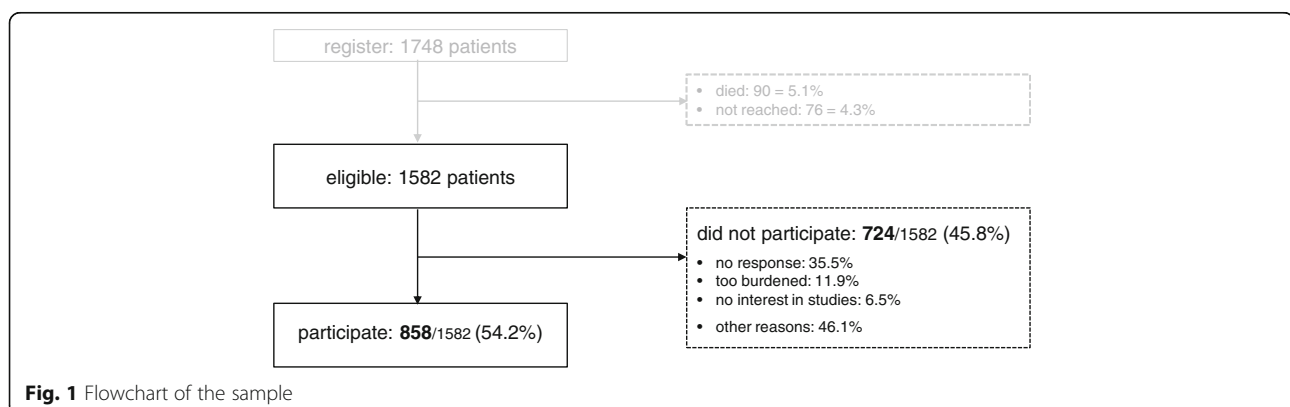 register: 1748 patients
• died: 90 = 5.1%
• not reached: 76 = 4.3%
eligible: 1582 patients
did not participate: 724/1582 (45.8%)
• no response: 35.5%
• too burdened: 11.9%
• no interest in studies: 6.5%
• other reasons: 46.1%
participate: 858/1582 (54.2%)
Fig. 1 Flowchart of the sample